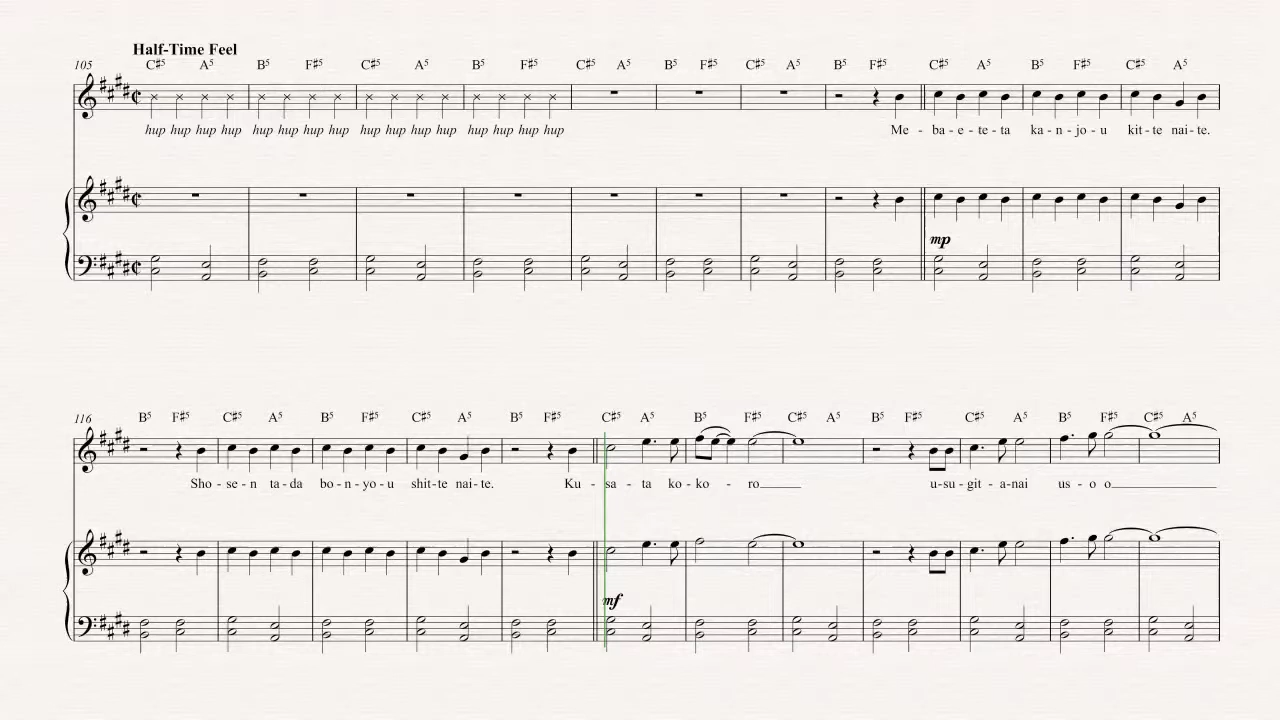 Half-Time Feel
105 C♯5 A5 B5 F♯5 C♯5 A5 B5 F♯5 C♯5 A5 B5 F♯5 C♯5 A5 B5 F♯5 C♯5 A5 B5 F♯5 C♯5 A5
hup hup hup hup hup hup hup hup hup hup hup hup hup hup hup hup Me - ba - e - te - ta ka - n - jo - u kit - te nai - te.
mp
116 B5 F♯5 C♯5 A5 B5 F♯5 C♯5 A5 B5 F♯5 C♯5 A5 B5 F♯5 C♯5 A5 B5 F♯5 C♯5 A5 B5 F♯5 C♯5 A5
Sho - se - n ta - da bo - n - yo - u shit - te nai - te. Ku - sa - ta ko - ko - ro u - su - git - a - nai us - o o
mf